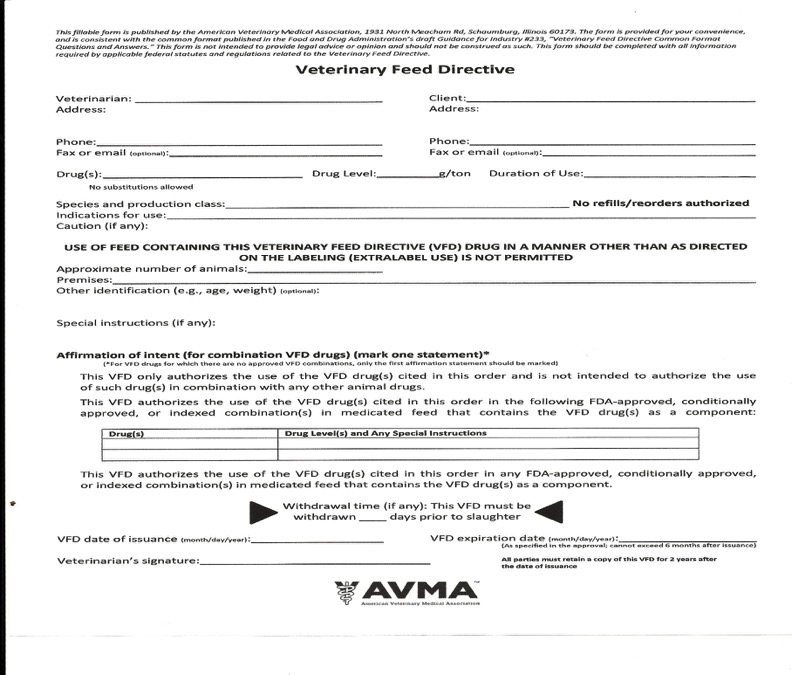 This fillable form is published by the American Veterinary Medical Association, 1931 North Meacham Rd, Schaumburg, Illinois 60173. The form is provided for your convenience,
and is consistent with the common format published in the Food and Drug Administration's draft Guidance for Industry #233, "Veterinary Feed Directive Common Format
Questions and Answers." This form is not intended to provide legal advice or opinion and should not be construed as such. This form should be completed with all information
required by applicable federal statutes and regulations related to the Veterinary Feed Directive.
Veterinary Feed Directive
Veterinarian: Client:
Address: Address:
Phone: Phone:
Fax or email (optional): Fax or email (optional):
Drug(s): Drug Level: g/ton Duration of Use:
No substitutions allowed
Species and production class: No refills/reorders authorized
Indications for use:
Caution (if any):
USE OF FEED CONTAINING THIS VETERINARY FEED DIRECTIVE (VFD) DRUG IN A MANNER OTHER THAN AS DIRECTED
ON THE LABELING (EXTRALABEL USE) IS NOT PERMITTED
Approximate number of animals:
Premises:
Other identification (e.g., age, weight) (optional):
Special instructions (if any):
Affirmation of intent (for combination VFD drugs) (mark one statement)*
(*For VFD drugs for which there are no approved VFD combinations, only the first affirmation statement should be marked)
This VFD only authorizes the use of the VFD drug(s) cited in this order and is not intended to authorize the use
of such drug(s) in combination with any other animal drugs.
This VFD authorizes the use of the VFD drug(s) cited in this order in the following FDA-approved, conditionally
approved, or indexed combination(s) in medicated feed that contains the VFD drug(s) as a component:
Drug(s) Drug Level(s) and Any Special Instructions
This VFD authorizes the use of the VFD drug(s) cited in this order in any FDA-approved, conditionally approved,
or indexed combination(s) in medicated feed that contains the VFD drug(s) as a component.
Withdrawal time (if any): This VFD must be
withdrawn ____ days prior to slaughter
VFD date of issuance (month/day/year): VFD expiration date (month/day/year):
(As specified in the approval; cannot exceed 6 months after issuance)
Veterinarian's signature: All parties must retain a copy of this VFD for 2 years after
the date of issuance
AVMA™
American Veterinary Medical Association